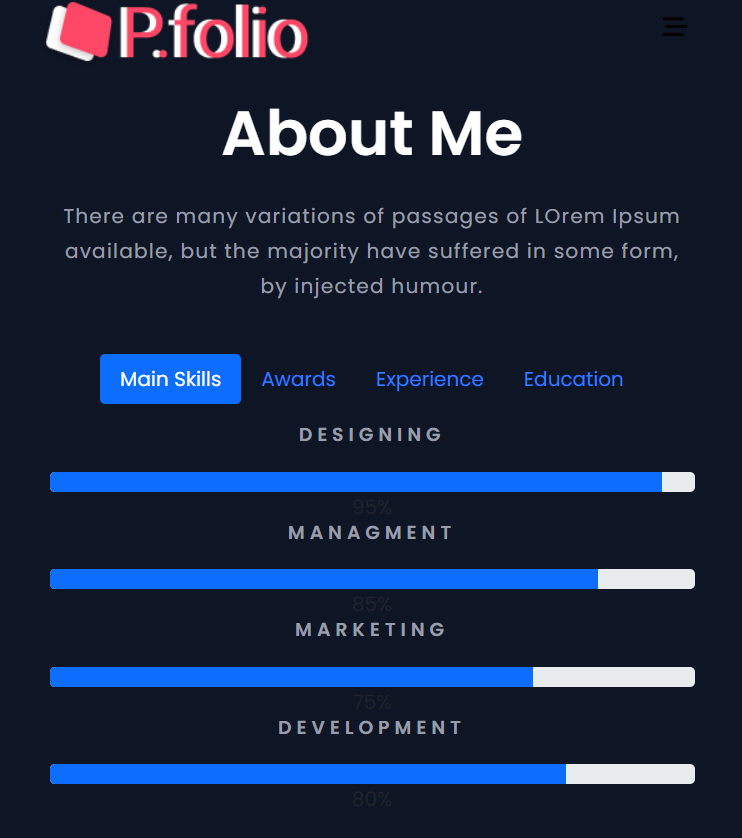 P.folio
About Me
There are many variations of passages of LOrem Ipsum
available, but the majority have suffered in some form,
by injected humour.
Main Skills Awards Experience Education
DESIGNING
95%
MANAGMENT
85%
MARKETING
75%
DEVELOPMENT
80%